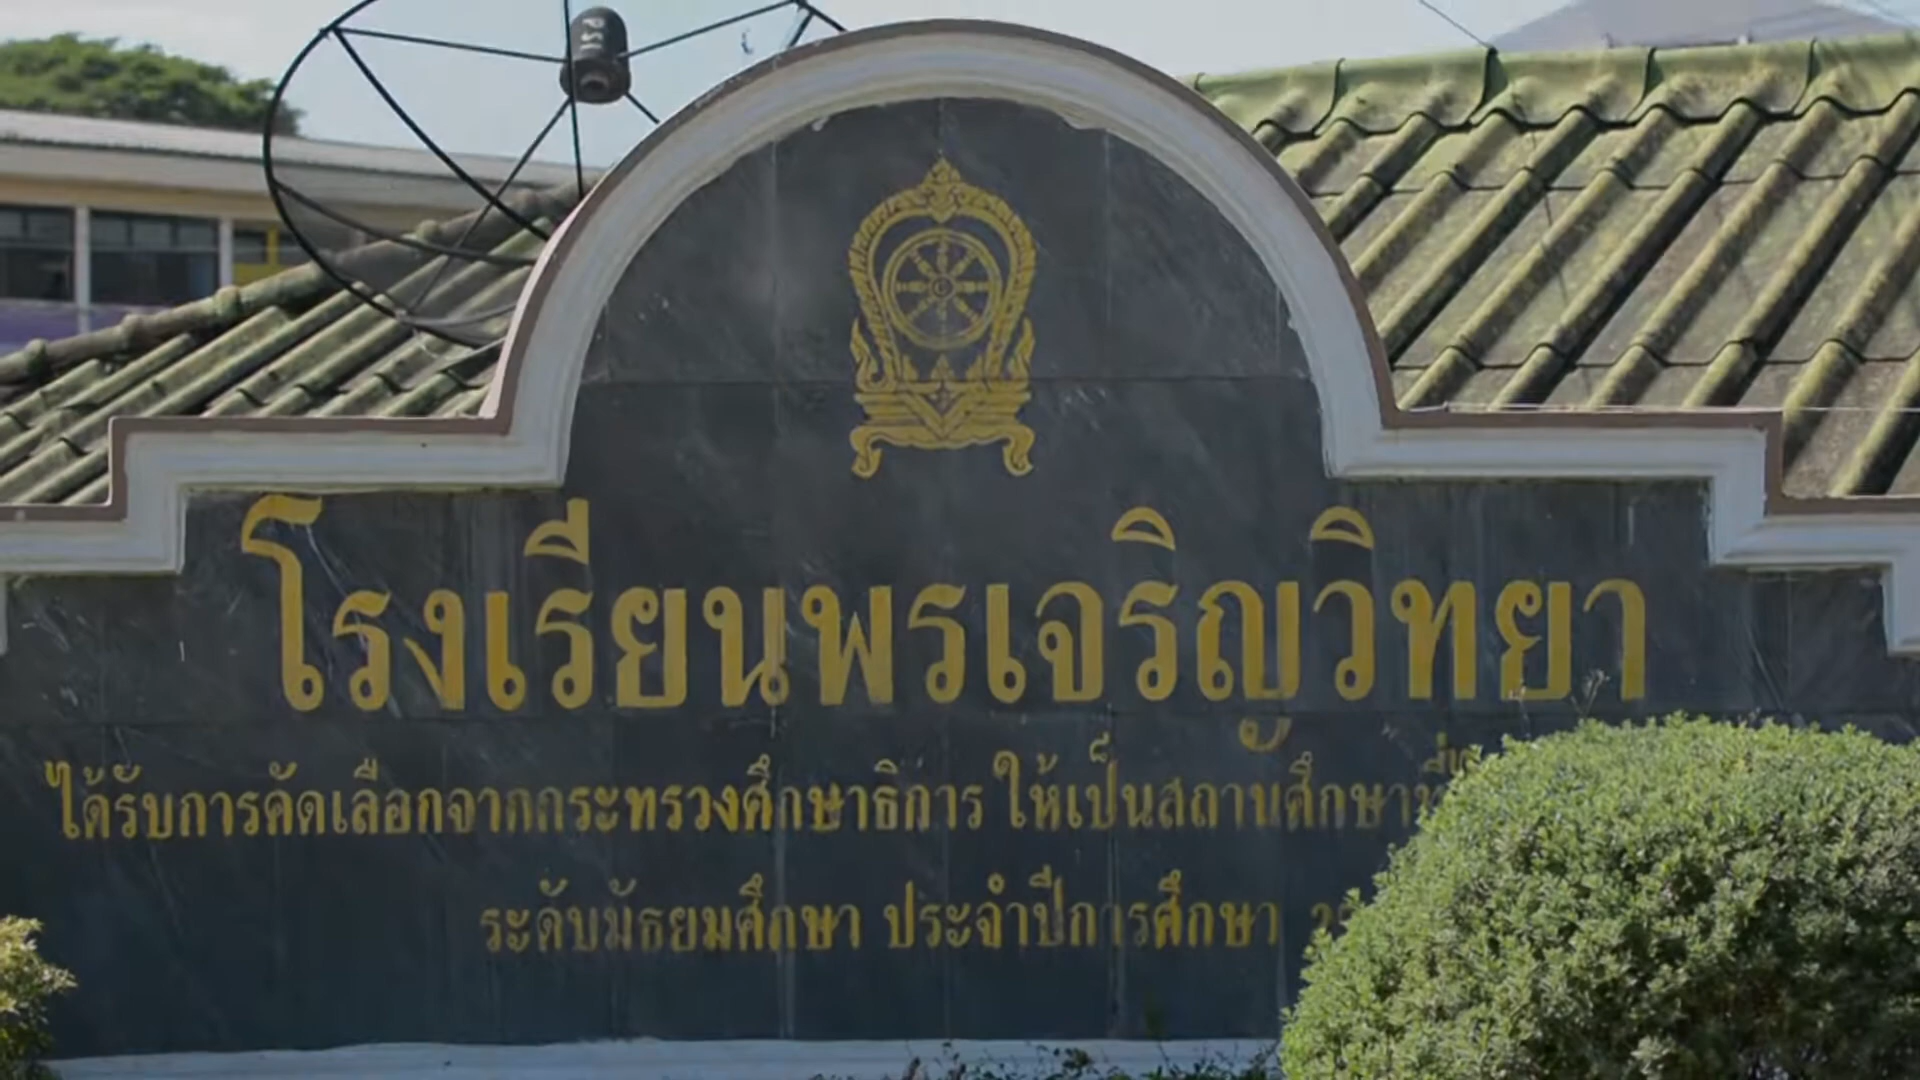 PSI
โรงเรียนพรเจริญวิทยา
ได้รับการคัดเลือกจากกระทรวงศึกษาธิการ ให้เป็นสถานศึกษา
ระดับมัธยมศึกษา ประจำปีการศึกษา